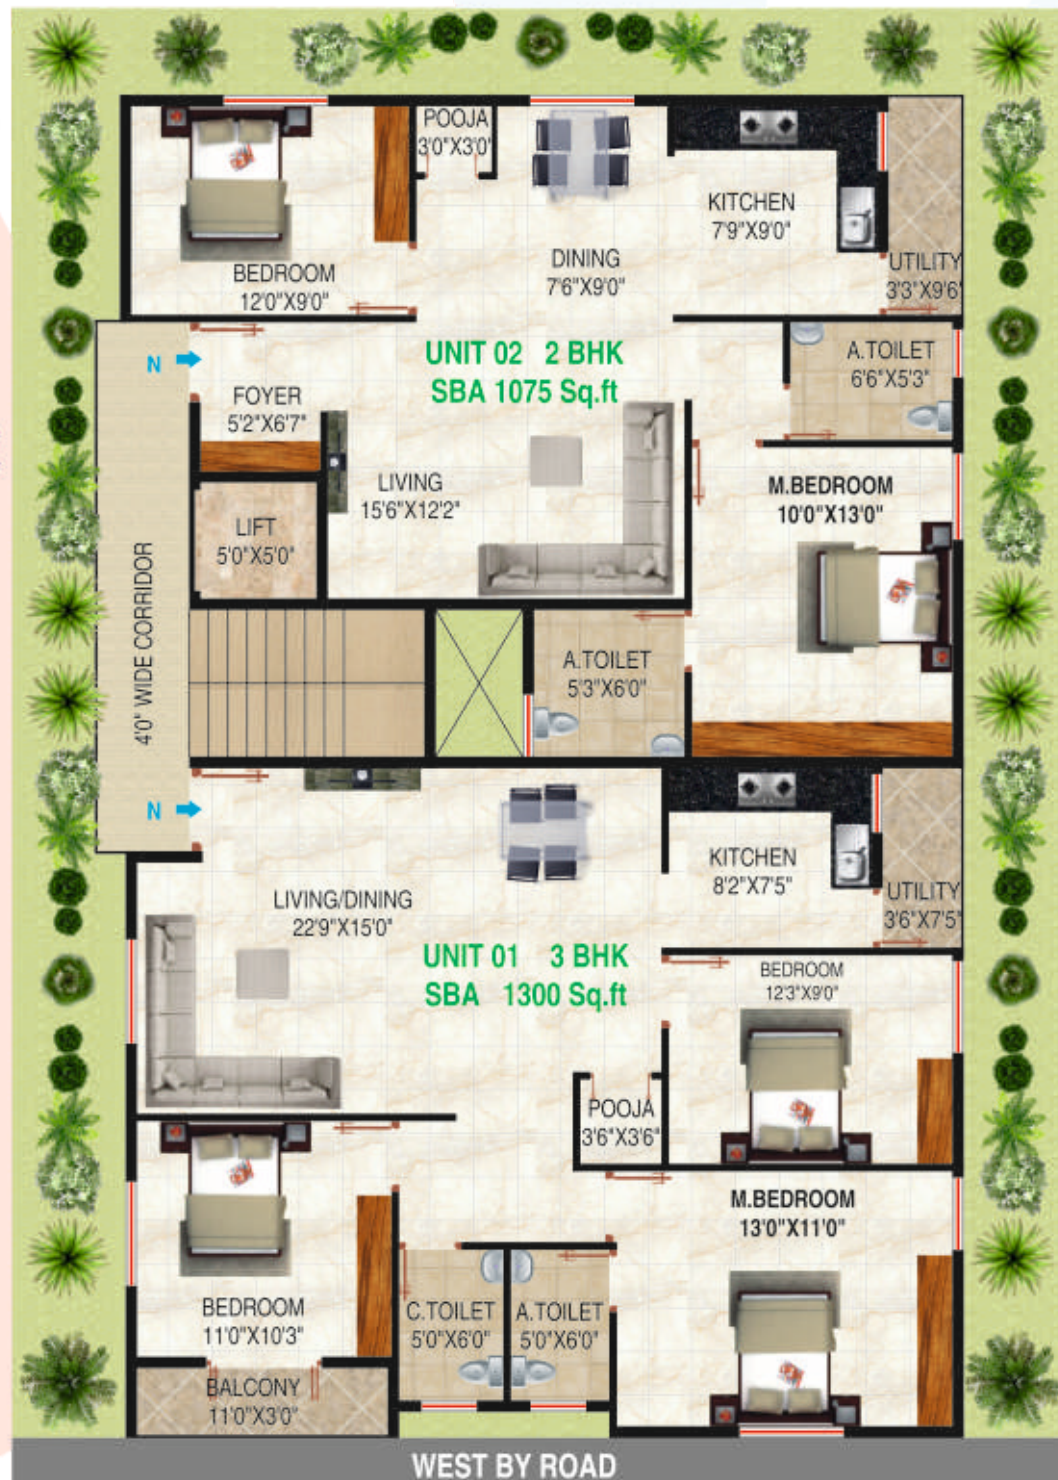 POOJA
3'0"X3'0"
KITCHEN
7'9"X9'0"
BEDROOM
12'0"X9'0"
DINING
7'6"X9'0"
UTILITY
3'3"X9'6"
N
UNIT 02 2 BHK
SBA 1075 Sq.ft
A.TOILET
6'6"X5'3"
FOYER
5'2"X6'7"
LIVING
15'6"X12'2"
M.BEDROOM
10'0"X13'0"
LIFT
5'0"X5'0"
4'0" WIDE CORRIDOR
A.TOILET
5'3"X6'0"
N
KITCHEN
8'2"X7'5"
LIVING/DINING
22'9"X15'0"
UTILITY
3'6"X7'5"
UNIT 01 3 BHK
SBA 1300 Sq.ft
BEDROOM
12'3"X9'0"
POOJA
3'6"X3'6"
M.BEDROOM
13'0"X11'0"
BEDROOM
11'0"X10'3"
C.TOILET
5'0"X6'0"
A.TOILET
5'0"X6'0"
BALCONY
11'0"X3'0"
WEST BY ROAD